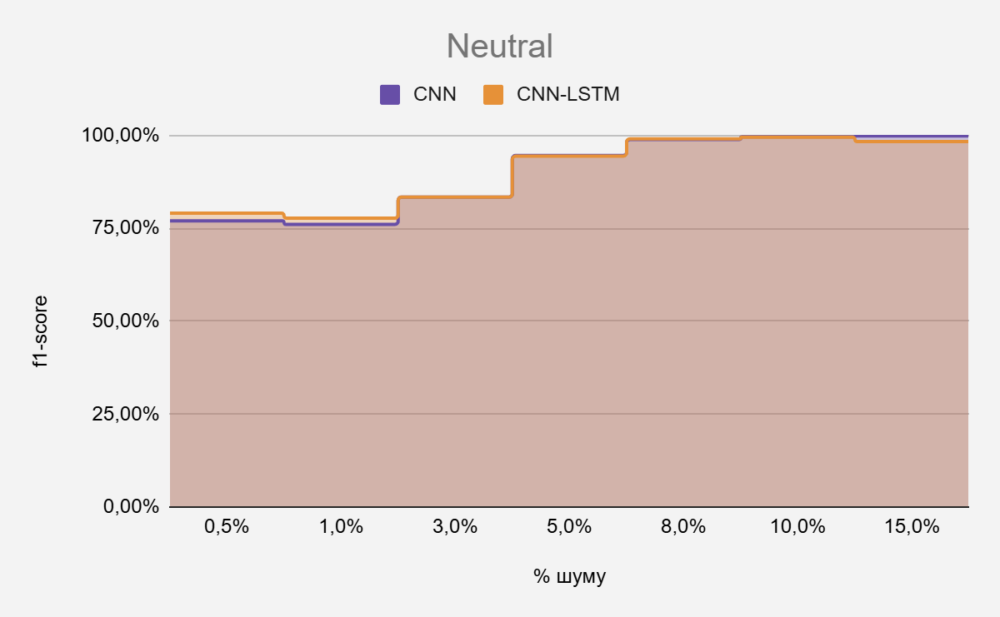 Neutral
CNN CNN-LSTM
100,00%
75,00%
50,00%
25,00%
0,00%
f1-score
0,5% 1,0% 3,0% 5,0% 8,0% 10,0% 15,0%
% шуму